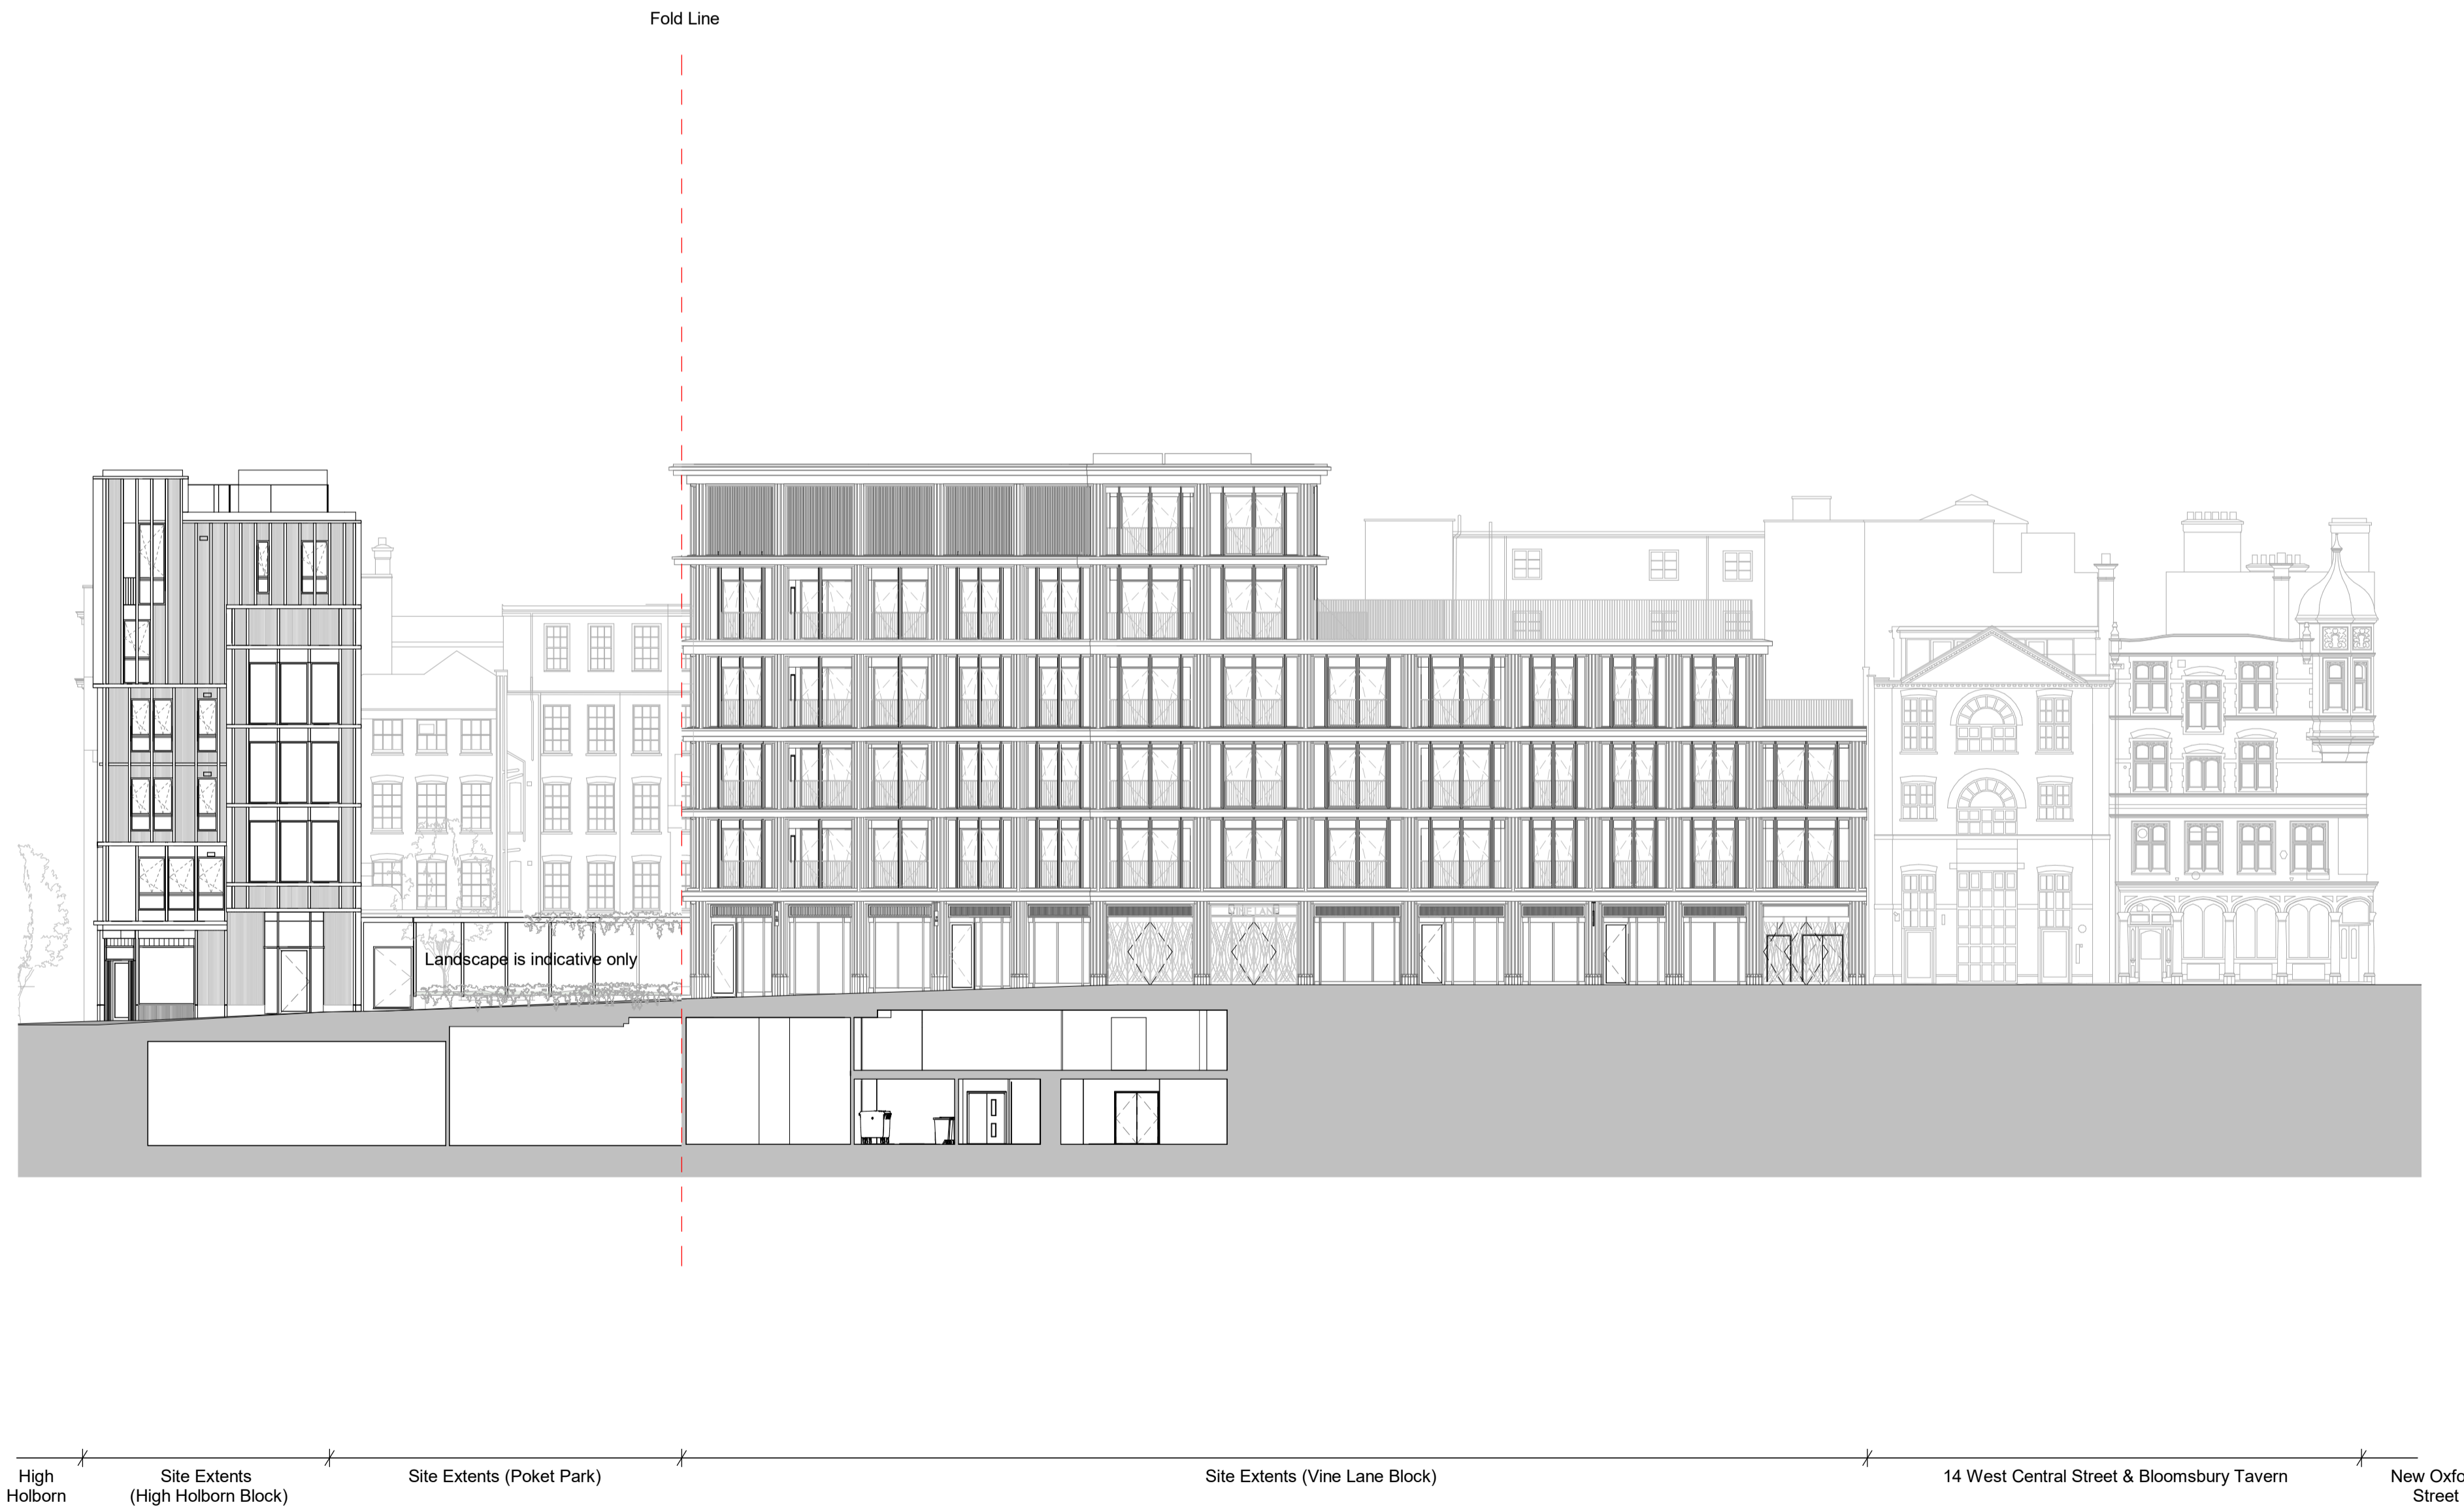 Fold Line
Landscape is indicative only
High
Holborn
Site Extents
(High Holborn Block)
Site Extents (Poket Park)
Site Extents (Vine Lane Block)
14 West Central Street & Bloomsbury Tavern
New Oxfo
Street